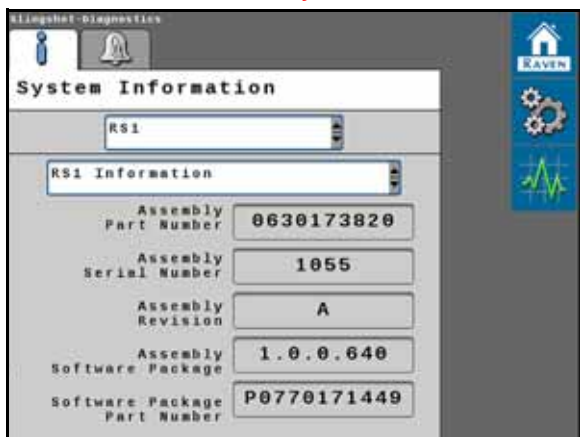 Slingshot-Diagnostics
System Information
RAVEN
RS1
RS1 Information
Assembly
Part Number
0630173820
Assembly
Serial Number
1055
Assembly
Revision
A
Assembly
Software Package
1.0.0.640
Software Package
Part Number
P0770171449